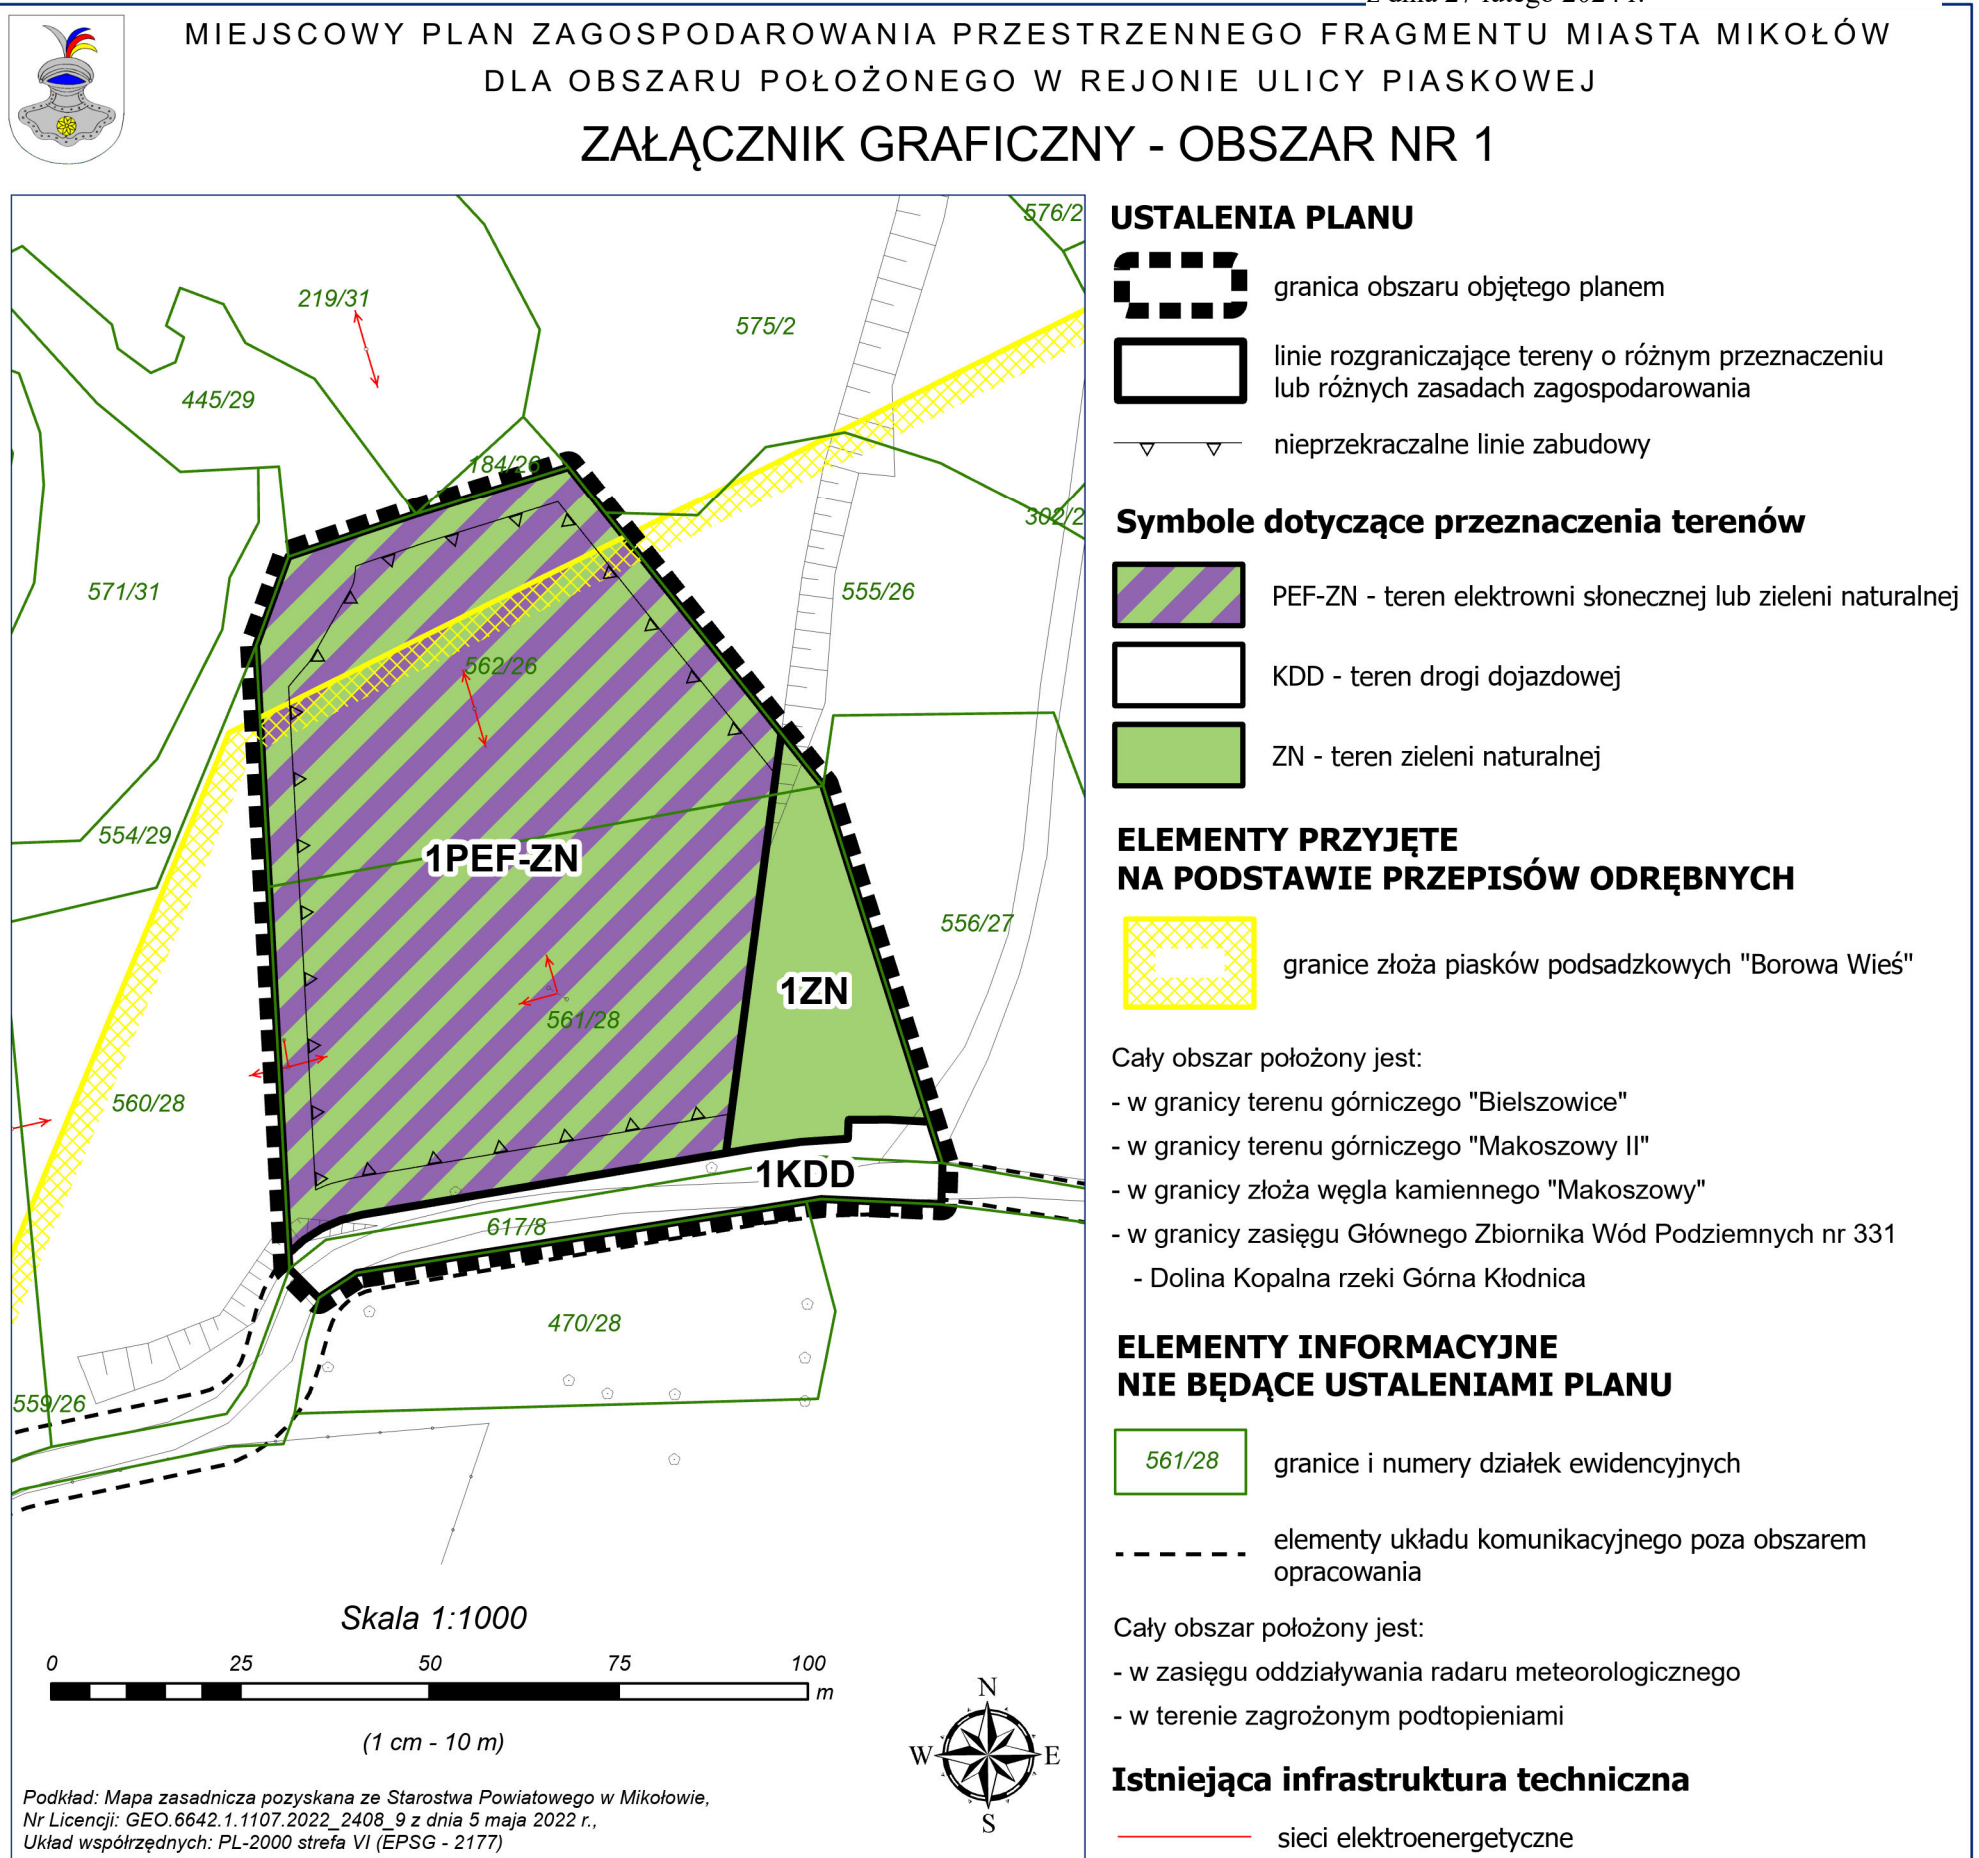 z dnia 27 lutego 2024 r.
MIEJSCOWY PLAN ZAGOSPODAROWANIA PRZESTRZENNEGO FRAGMENTU MIASTA MIKOŁÓW
DLA OBSZARU POŁOŻONEGO W REJONIE ULICY PIASKOWEJ
ZAŁĄCZNIK GRAFICZNY - OBSZAR NR 1
576/2
219/31
575/2
445/29
184/26
302/2
571/31
555/26
562/26
554/29
1PEF-ZN
556/27
1ZN
561/28
560/28
1KDD
617/8
470/28
559/26
Skala 1:1000
0 25 50 75 100
m
(1 cm - 10 m)
N
W E
S
Podkład: Mapa zasadnicza pozyskana ze Starostwa Powiatowego w Mikołowie,
Nr Licencji: GEO.6642.1.1107.2022_2408_9 z dnia 5 maja 2022 r.,
Układ współrzędnych: PL-2000 strefa VI (EPSG - 2177)
USTALENIA PLANU
granica obszaru objętego planem
linie rozgraniczające tereny o różnym przeznaczeniu
lub różnych zasadach zagospodarowania
nieprzekraczalne linie zabudowy
Symbole dotyczące przeznaczenia terenów
PEF-ZN - teren elektrowni słonecznej lub zieleni naturalnej
KDD - teren drogi dojazdowej
ZN - teren zieleni naturalnej
ELEMENTY PRZYJĘTE
NA PODSTAWIE PRZEPISÓW ODRĘBNYCH
granice złoża piasków podsadzkowych "Borowa Wieś"
Cały obszar położony jest:
- w granicy terenu górniczego "Bielszowice"
- w granicy terenu górniczego "Makoszowy II"
- w granicy złoża węgla kamiennego "Makoszowy"
- w granicy zasięgu Głównego Zbiornika Wód Podziemnych nr 331
- Dolina Kopalna rzeki Górna Kłodnica
ELEMENTY INFORMACYJNE
NIE BĘDĄCE USTALENIAMI PLANU
561/28
granice i numery działek ewidencyjnych
elementy układu komunikacyjnego poza obszarem
opracowania
Cały obszar położony jest:
- w zasięgu oddziaływania radaru meteorologicznego
- w terenie zagrożonym podtopieniami
Istniejąca infrastruktura techniczna
sieci elektroenergetyczne